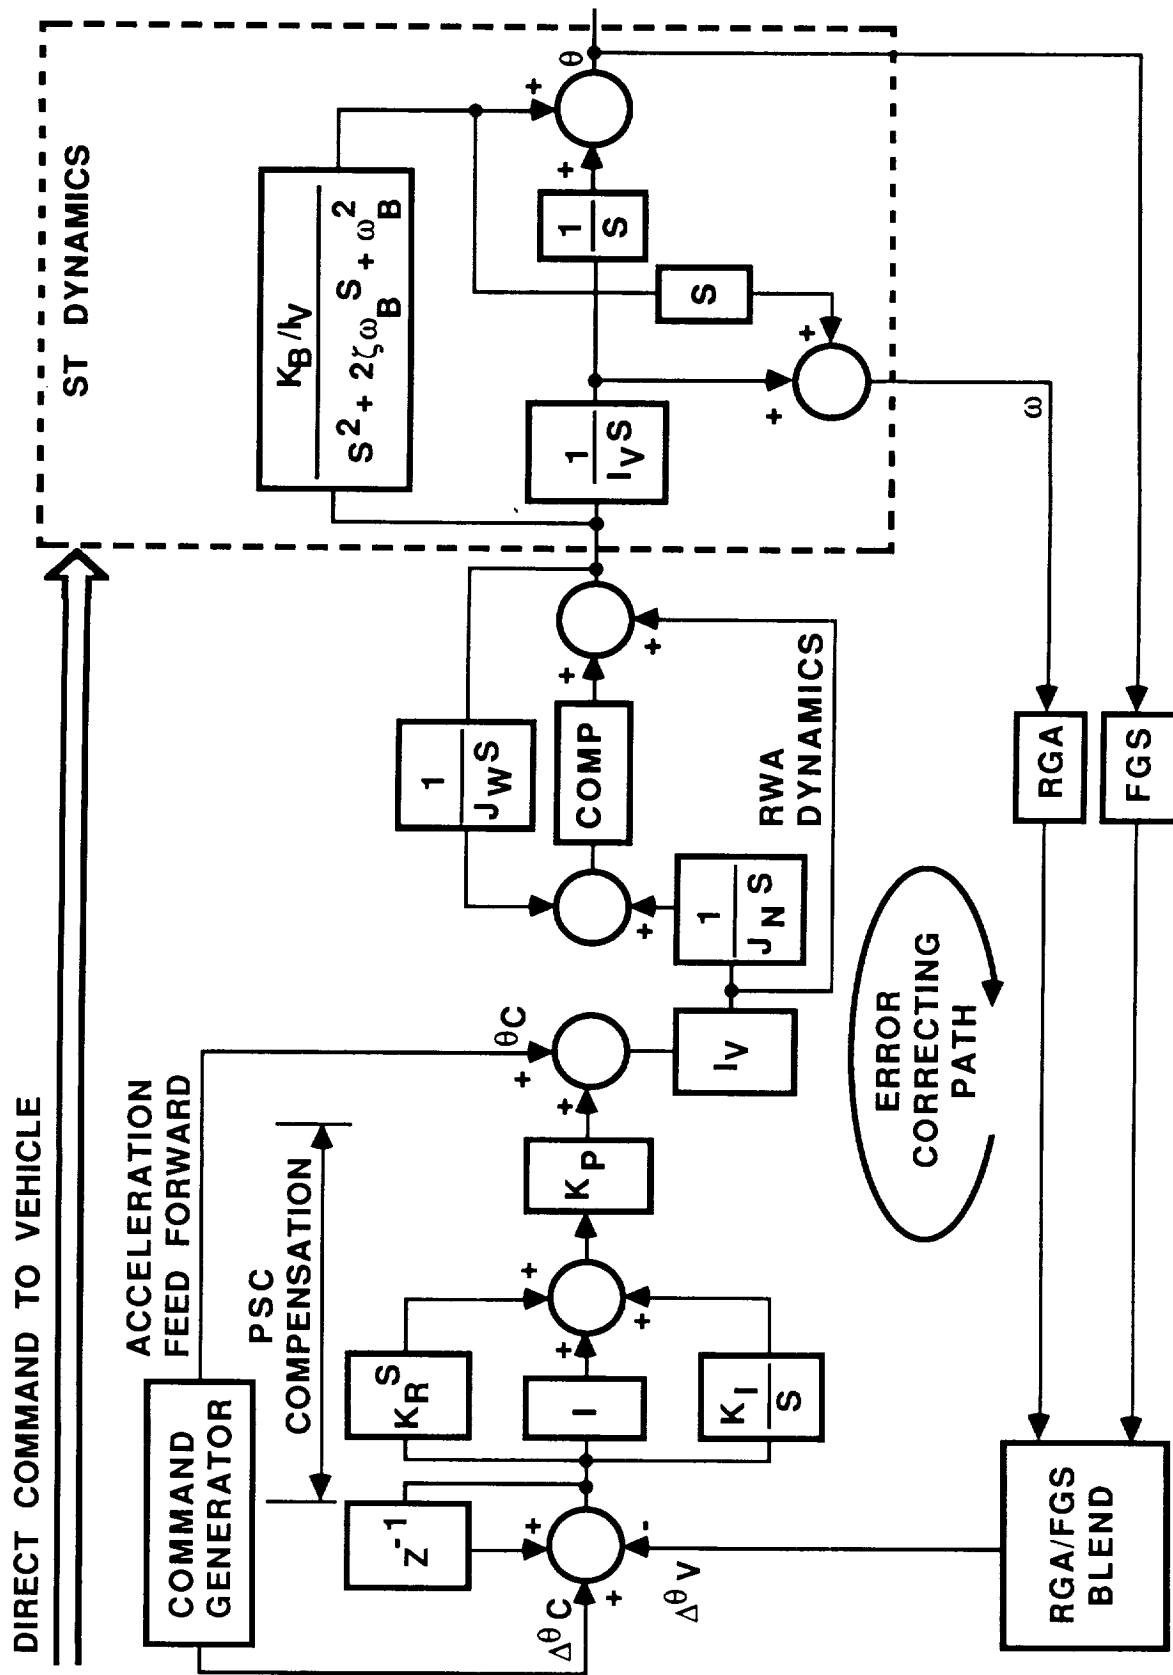 DIRECT COMMAND TO VEHICLE
COMMAND
GENERATOR
ACCELERATION
FEED FORWARD
PSC
COMPENSATION
ΔθC
+
ΔθV
-
+
Z⁻¹
K_R S
I
K_I / S
+
+
+
K_P
+
+
θC
I_V
1 / J_N S
+
COMP
1 / J_W S
+
+
RWA
DYNAMICS
ST DYNAMICS
K_B/I_V
S² + 2ζω_B S + ω_B²
1 / I_V S
1 / S
S
+
+
+
+
θ
ω
RGA
FGS
ERROR
CORRECTING
PATH
RGA/FGS
BLEND